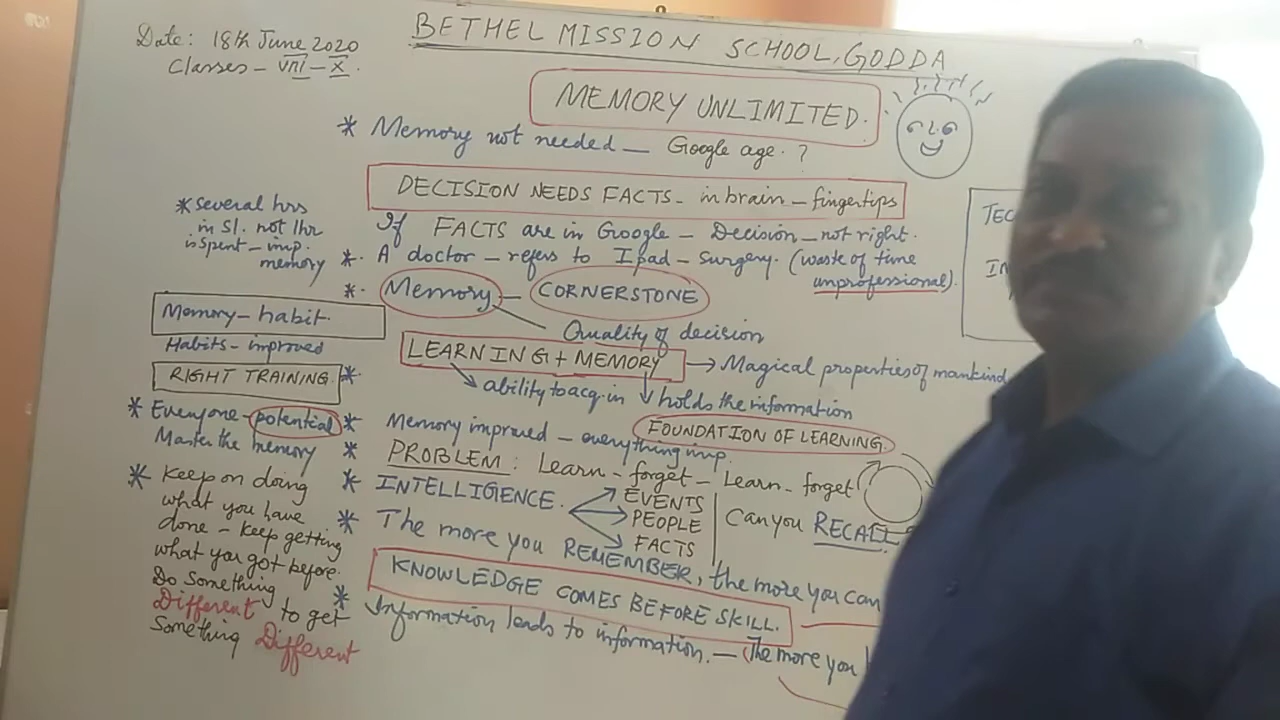 Date: 18th June 2020
Classes - VIII - X.
BETHEL MISSION SCHOOL, GODDA
MEMORY UNLIMITED.
* Memory not needed — Google age. ?
DECISION NEEDS FACTS - in brain - fingertips
If FACTS are in Google - Decision - not right.
*. A doctor - refers to Ipad - surgery. (waste of time
unprofessional).
*. Memory — CORNERSTONE
Quality of decision
LEARNING + MEMORY → Magical properties of mankind
ability to acq. in
holds the information
FOUNDATION OF LEARNING.
* Memory improved - everything imp.
* PROBLEM: Learn - forget - Learn - forget
* INTELLIGENCE.
EVENTS
PEOPLE
FACTS
Can you RECALL
* The more you REMEMBER, the more you can
KNOWLEDGE COMES BEFORE SKILL.
* Information leads to information. — (The more you
* Several hrs
in Sl. not 1hr
is spent - imp.
memory
Memory - habit.
Habits - improved
RIGHT TRAINING. *
* Everyone - potential
Master the memory
* Keep on doing
what you have
done - Keep getting
what you got before.
Do Something
Different to get
Something Different
TEC
IN